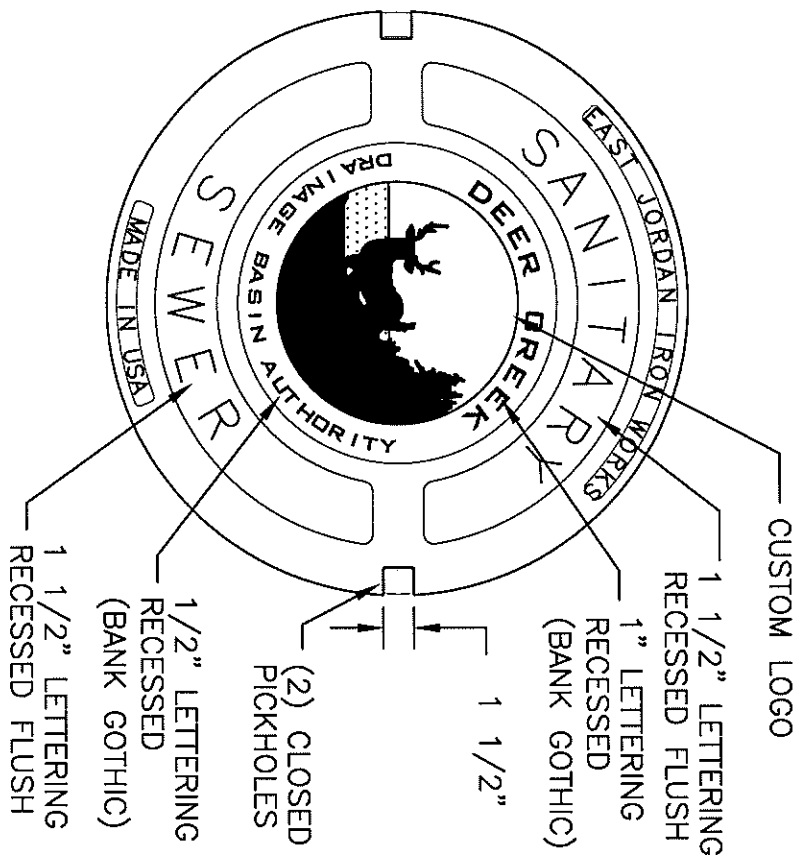 EAST JORDAN IRON WORKS
SANITARY
DEER CREEK
DRAINAGE BASIN AUTHORITY
SEWER
MADE IN USA
CUSTOM LOGO
1 1/2" LETTERING
RECESSED FLUSH
1" LETTERING
RECESSED
(BANK GOTHIC)
1 1/2"
(2) CLOSED
PICKHOLES
1/2" LETTERING
RECESSED
(BANK GOTHIC)
1 1/2" LETTERING
RECESSED FLUSH